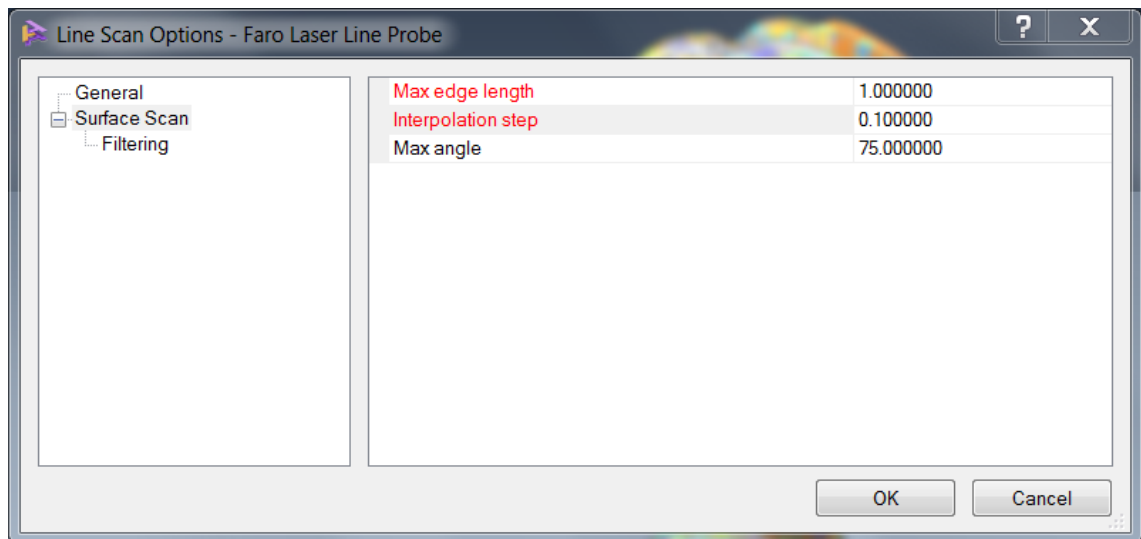 Line Scan Options - Faro Laser Line Probe
? X
General
Surface Scan
Filtering
Max edge length 1.000000
Interpolation step 0.100000
Max angle 75.000000
OK Cancel